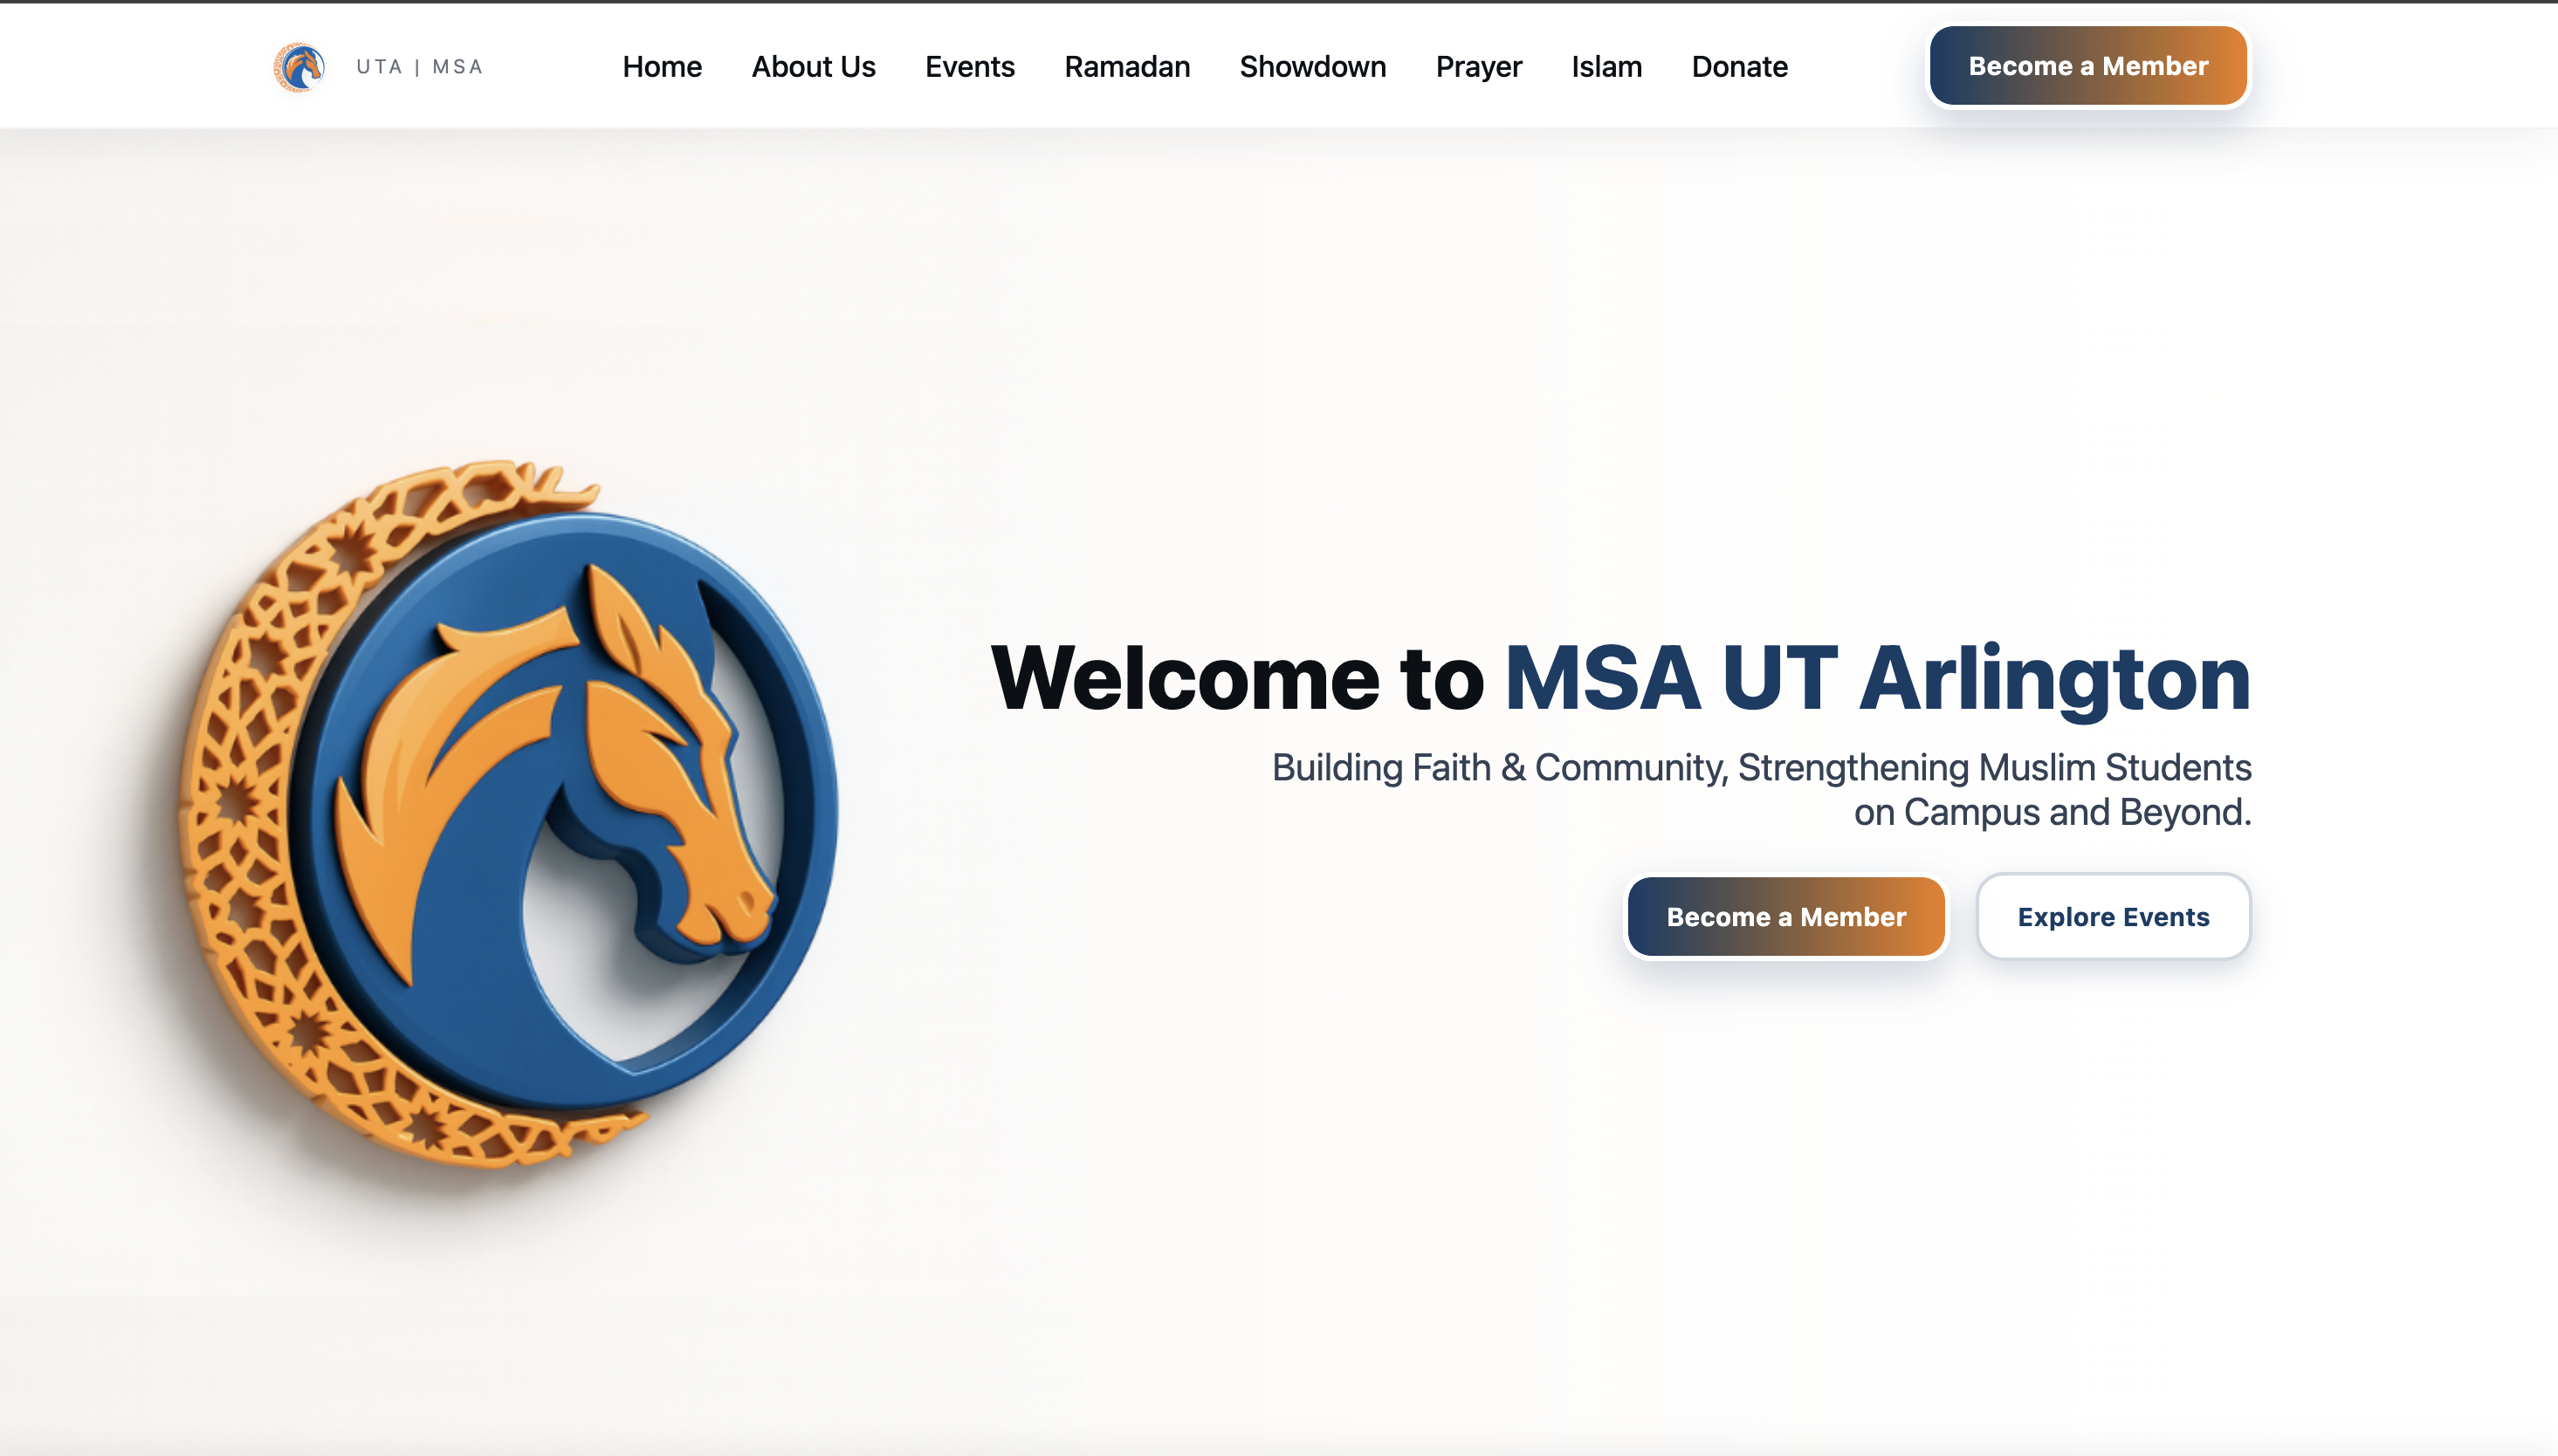 UTA | MSA
Home About Us Events Ramadan Showdown Prayer Islam Donate
Become a Member
Welcome to MSA UT Arlington
Building Faith & Community, Strengthening Muslim Students
on Campus and Beyond.
Become a Member
Explore Events